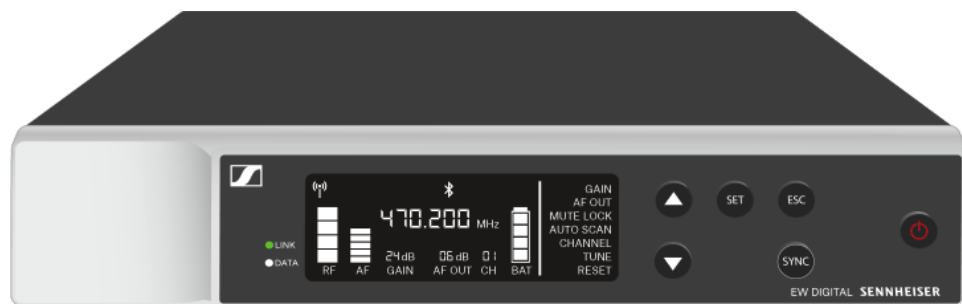 470.200 MHz
24 dB 06 dB 01
RF AF GAIN AF OUT CH BAT
GAIN
AF OUT
MUTE LOCK
AUTO SCAN
CHANNEL
TUNE
RESET
LINK
DATA
SET
ESC
SYNC
EW DIGITAL SENNHEISER